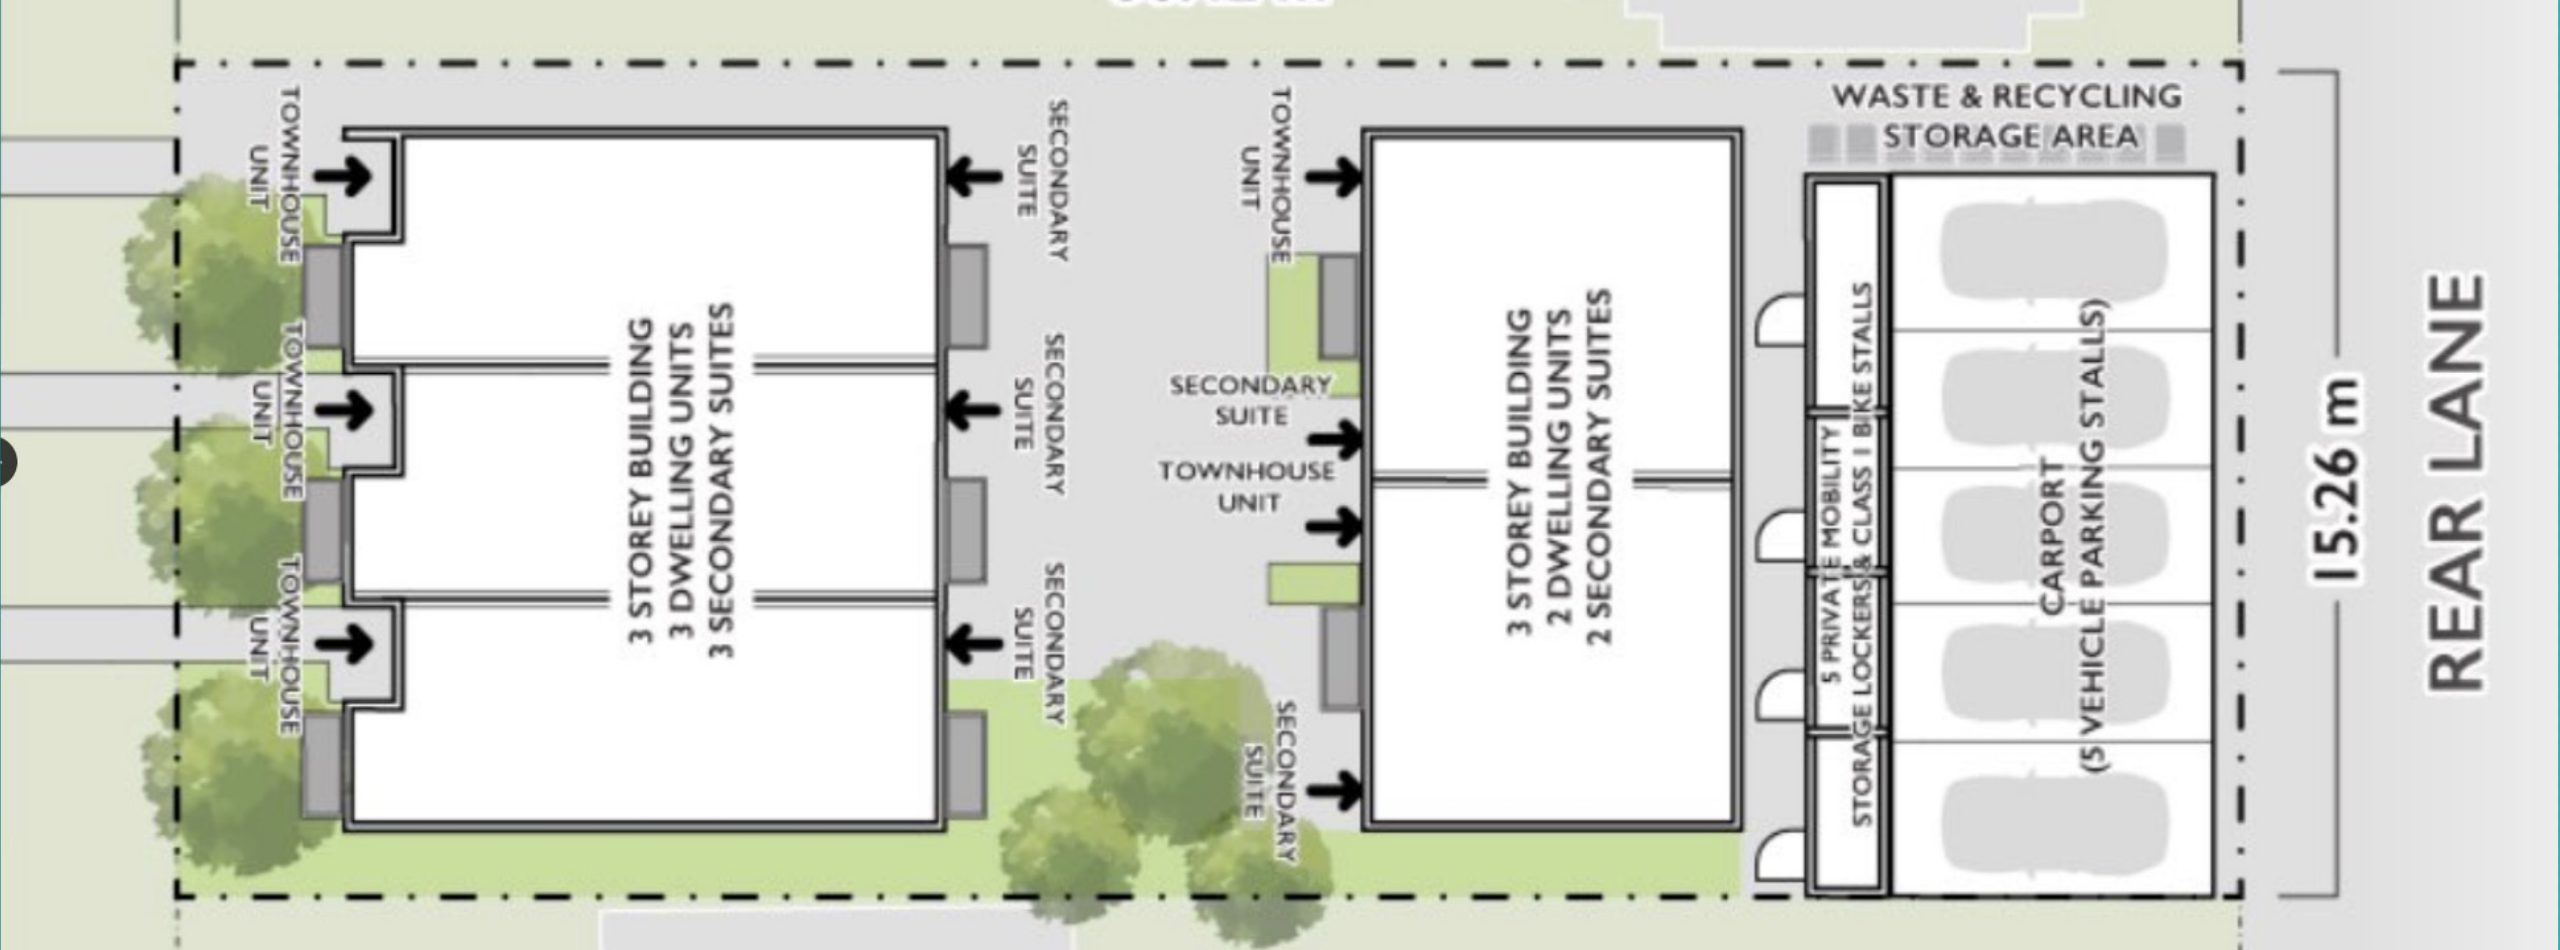 TOWNHOUSE
UNIT
TOWNHOUSE
UNIT
TOWNHOUSE
UNIT
3 STOREY BUILDING
3 DWELLING UNITS
3 SECONDARY SUITES
SECONDARY
SUITE
SECONDARY
SUITE
SECONDARY
SUITE
TOWNHOUSE
UNIT
SECONDARY
SUITE
TOWNHOUSE
UNIT
SECONDARY
SUITE
3 STOREY BUILDING
2 DWELLING UNITS
2 SECONDARY SUITES
WASTE & RECYCLING
STORAGE AREA
5 PRIVATE MOBILITY
STORAGE LOCKERS & CLASS 1 BIKE STALLS
CARPORT
(5 VEHICLE PARKING STALLS)
15.26 m
REAR LANE